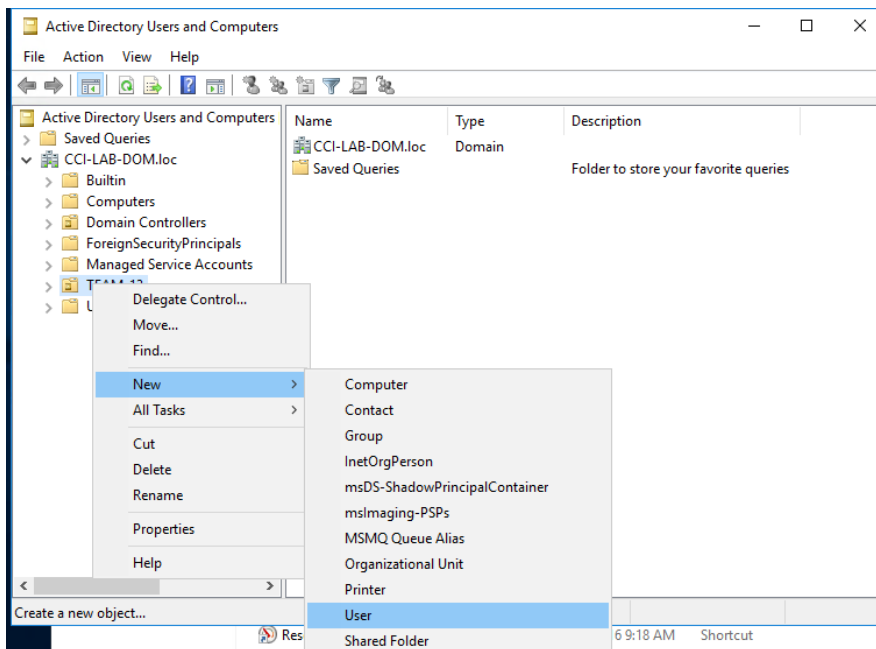 Active Directory Users and Computers
File Action View Help
Active Directory Users and Computers
Saved Queries
CCI-LAB-DOM.loc
Builtin
Computers
Domain Controllers
ForeignSecurityPrincipals
Managed Service Accounts
Name Type Description
CCI-LAB-DOM.loc Domain
Saved Queries Folder to store your favorite queries
Delegate Control...
Move...
Find...
New
All Tasks
Cut
Delete
Rename
Properties
Help
Computer
Contact
Group
InetOrgPerson
msDS-ShadowPrincipalContainer
msImaging-PSPs
MSMQ Queue Alias
Organizational Unit
Printer
User
Shared Folder
Create a new object...
Res
6 9:18 AM Shortcut